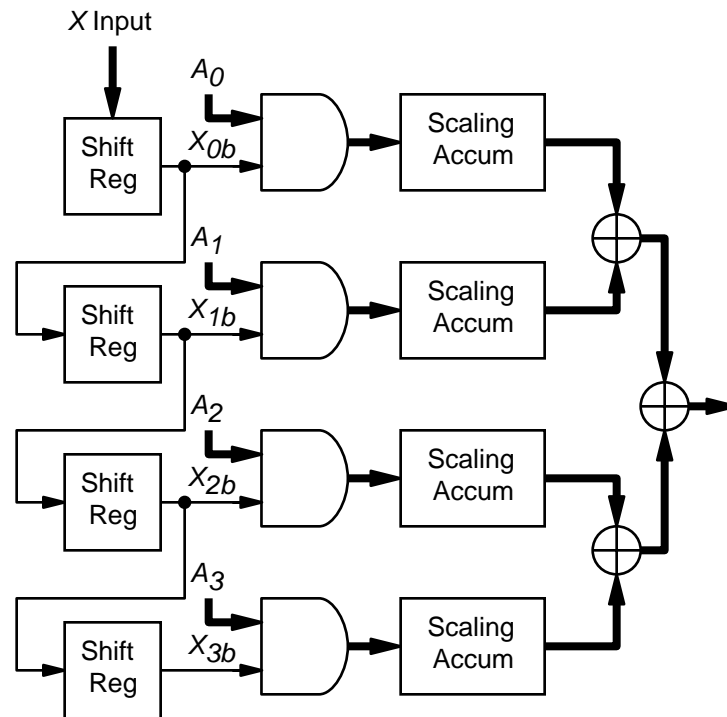 X Input
A0
Shift
Reg
X0b
Scaling
Accum
A1
Shift
Reg
X1b
Scaling
Accum
A2
Shift
Reg
X2b
Scaling
Accum
A3
Shift
Reg
X3b
Scaling
Accum